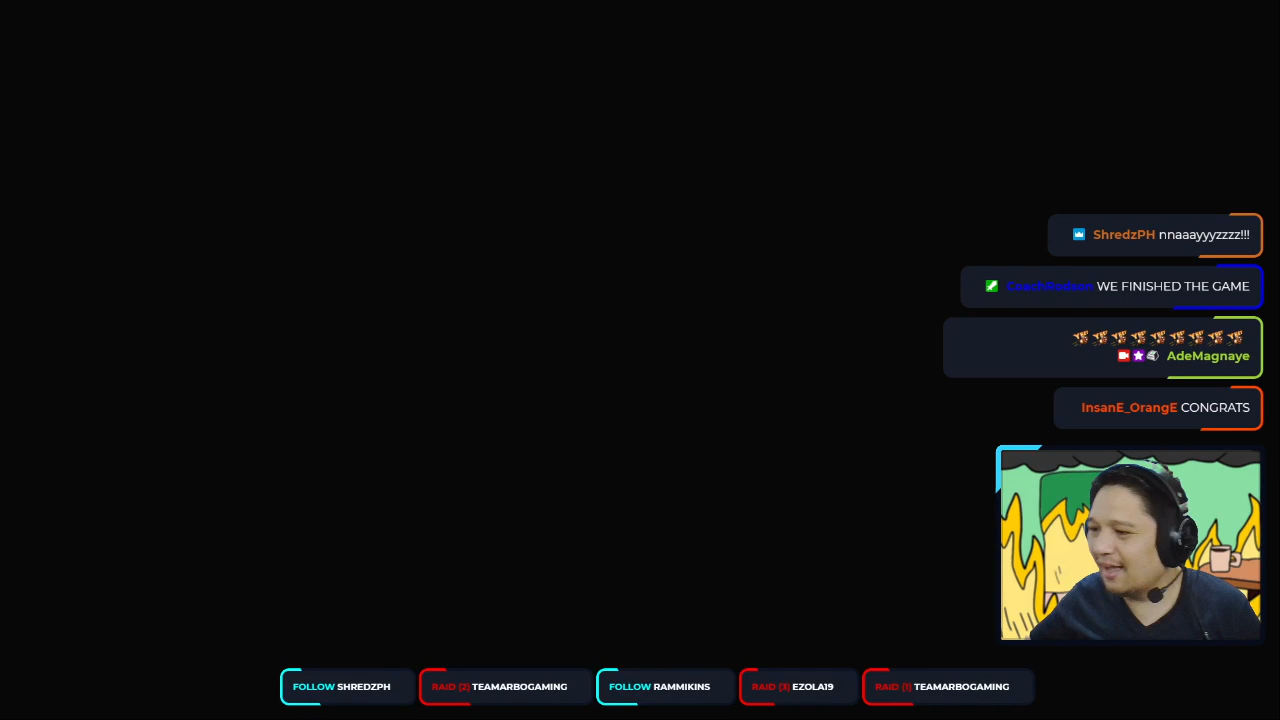 ShredzPH nnaaayyyzzzz!!!
CoachRedson WE FINISHED THE GAME
AdeMagnaye
InsanE_OrangE CONGRATS
FOLLOW SHREDZPH
RAID (2) TEAMARBOGAMING
FOLLOW RAMMIKINS
RAID (3) EZOLA19
RAID (1) TEAMARBOGAMING